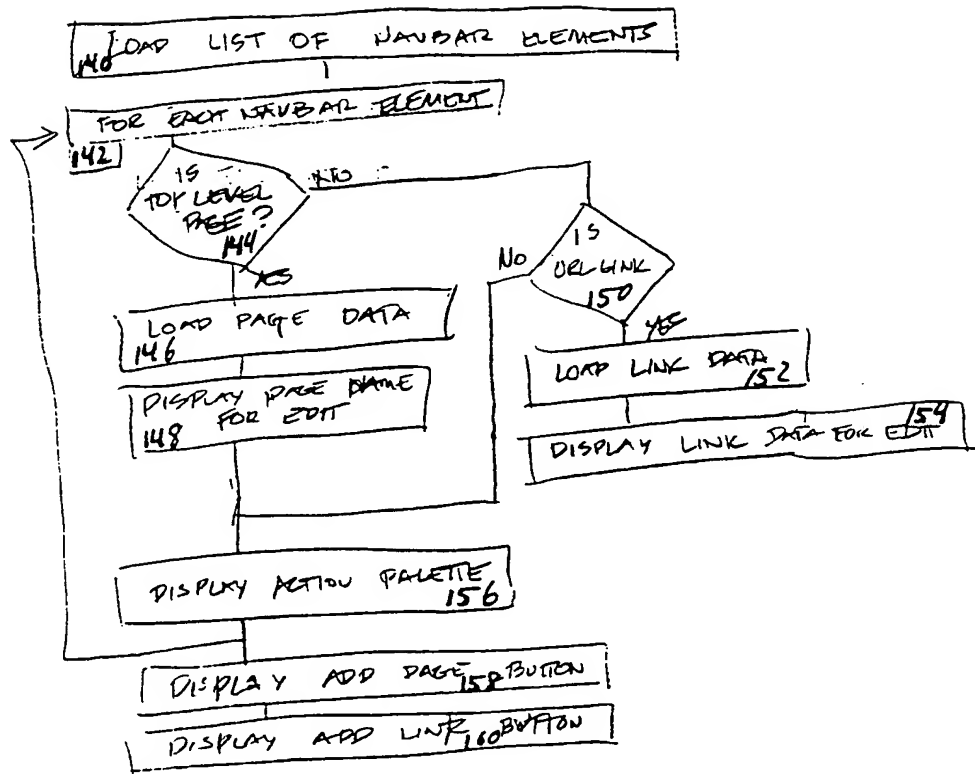 LOAD LIST OF NAVBAR ELEMENTS
140
FOR EACH NAVBAR ELEMENT
142
IS
TOP LEVEL
PAGE?
144
NO
YES
LOAD PAGE DATA
146
DISPLAY PAGE NAME
FOR EDIT
148
IS
URL LINK
150
No
YES
LOAD LINK DATA
152
DISPLAY LINK DATA FOR EDIT
154
DISPLAY ACTION PALETTE
156
DISPLAY ADD PAGE BUTTON
158
DISPLAY ADD LINK BUTTON
160